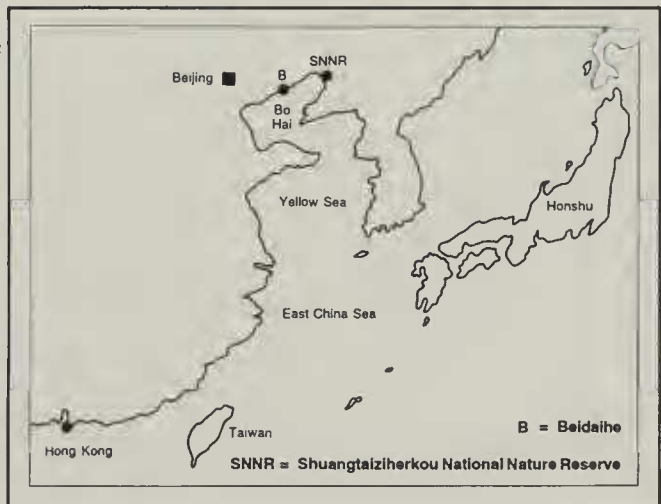 SNNR
B
Beijing
Bo
Hai
Yellow Sea
Honshu
East China Sea
B = Beidaihe
Taiwan
Hong Kong
SNNR = Shuangtaiziherkou National Nature Reserve